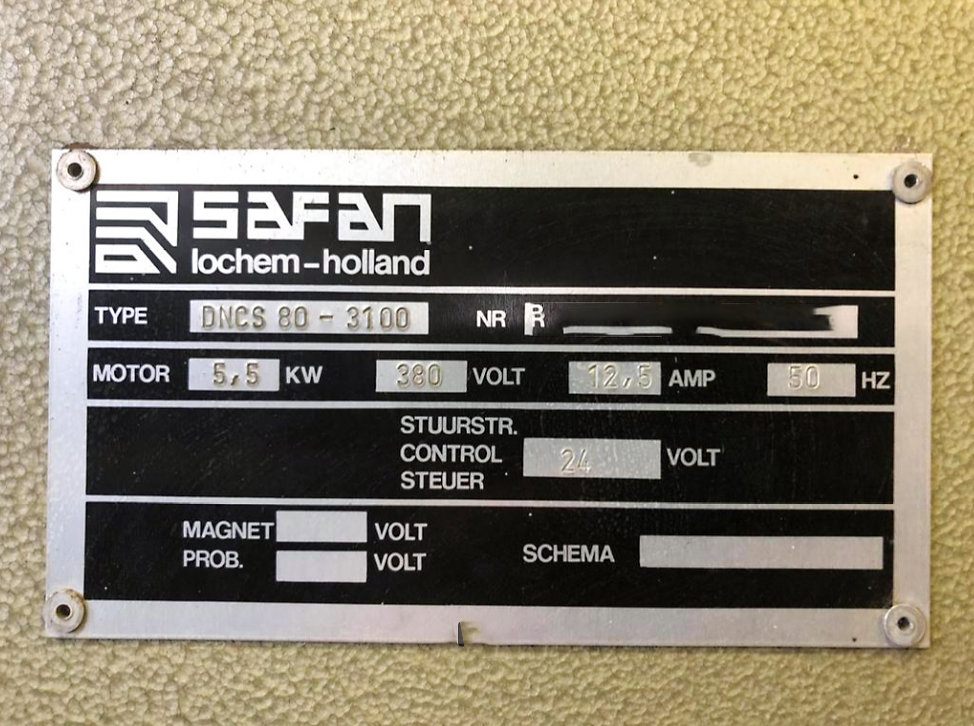 safan
lochem-holland
TYPE DNCS 80 - 3100 NR
MOTOR 5,5 KW 380 VOLT 12,5 AMP 50 HZ
STUURSTR.
CONTROL 24 VOLT
STEUER
MAGNET VOLT
PROB. VOLT
SCHEMA